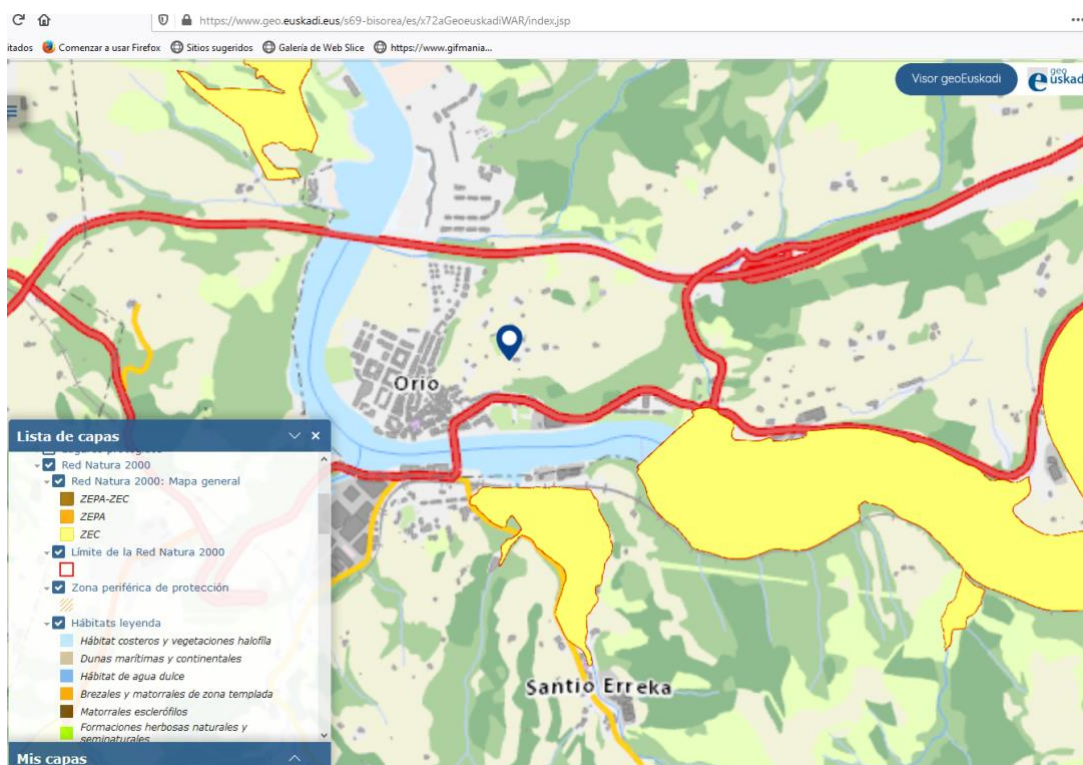 https://www.geo.euskadi.eus/s69-bisorea/es/x72aGeoeuskadiWAR/index.jsp
itados Comenzar a usar Firefox Sitios sugeridos Galería de Web Slice https://www.gifmania...
Visor geoEuskadi
geo
euskad
Orio
Lista de capas
Red Natura 2000
Red Natura 2000: Mapa general
ZEPA-ZEC
ZEPA
ZEC
Límite de la Red Natura 2000
Zona periférica de protección
Hábitats leyenda
Hábitat costeros y vegetaciones halofíla
Dunas marítimas y continentales
Hábitat de agua dulce
Brezales y matorrales de zona templada
Matorrales esclerófilos
Formaciones herbosas naturales y
seminaturales
Santio Erreka
Mis capas